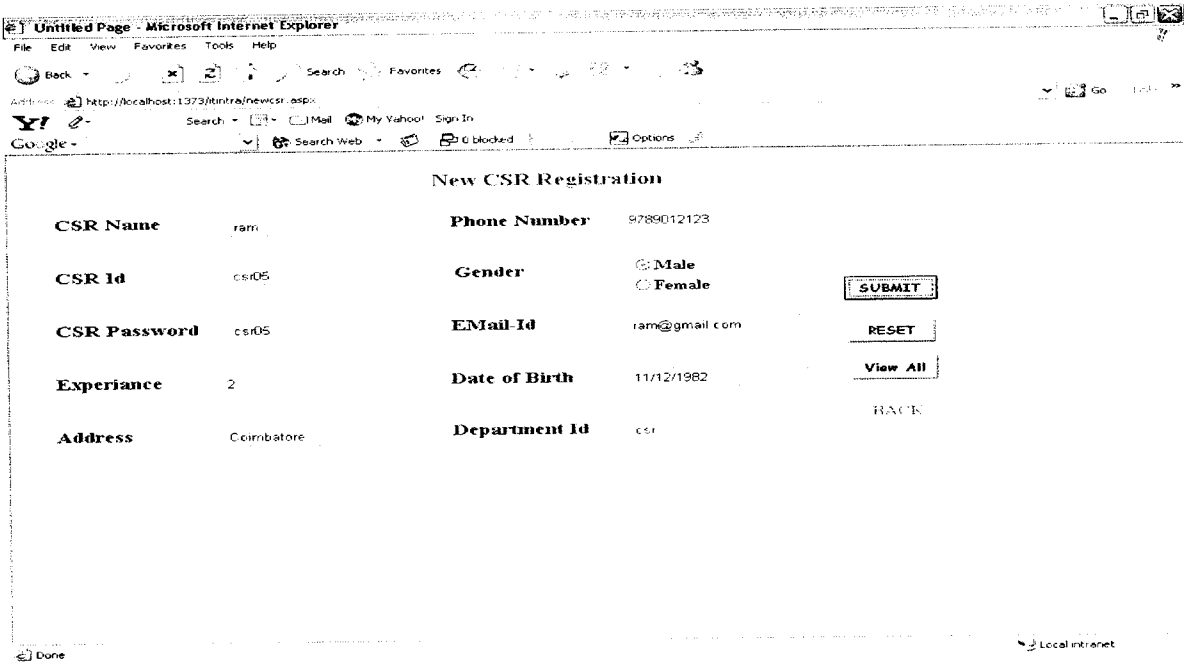 Untitled Page - Microsoft Internet Explorer
File Edit View Favorites Tools Help
Back Search Favorites
Address http://localhost:1373/itintra/newcsr.aspx Go Links »
Y! Search Mail My Yahoo! Sign In
Google Search Web 0 blocked Options
New CSR Registration
CSR Name ram Phone Number 9789012123
CSR Id csr05 Gender Male
Female
SUBMIT
CSR Password csr05 EMail-Id ram@gmail.com RESET
View All
Experiance 2 Date of Birth 11/12/1982
BACK
Address Coimbatore Department Id csr
Done Local intranet